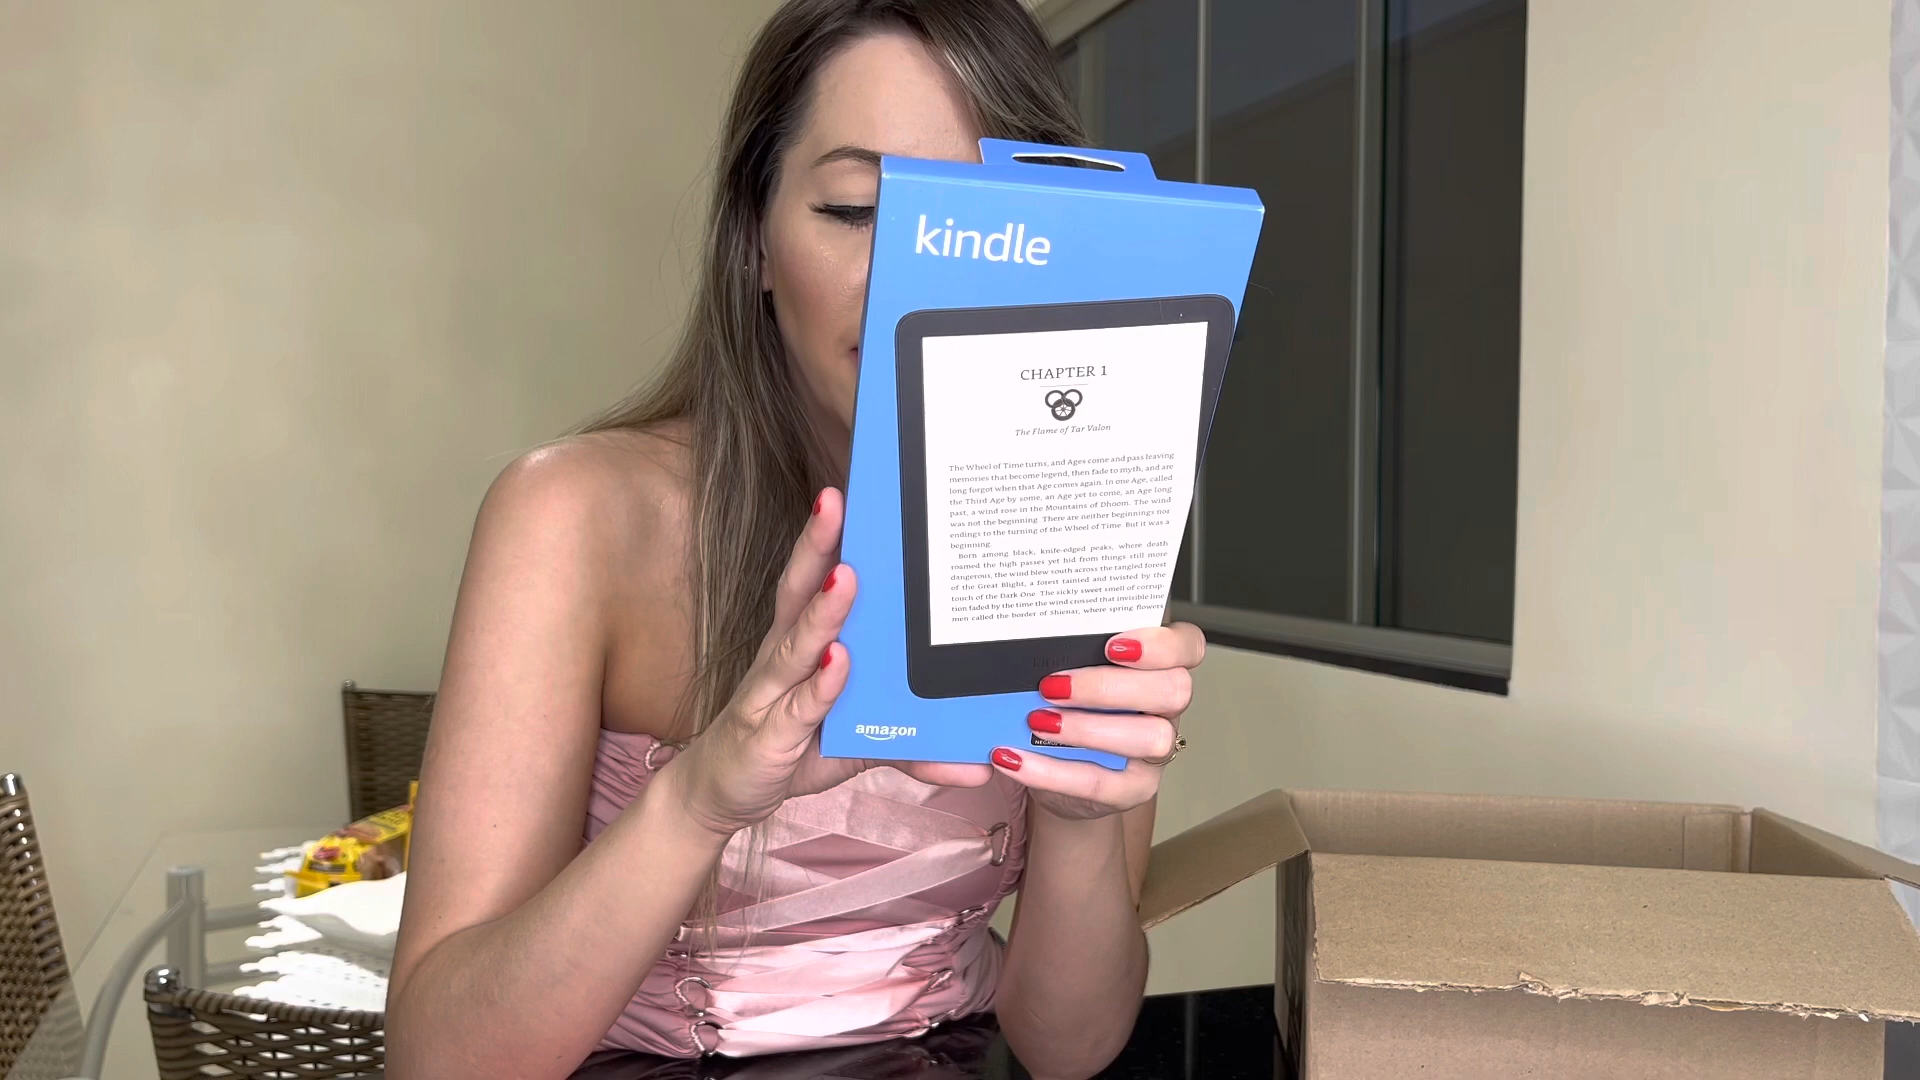 kindle
CHAPTER 1
The Flame of Tar Valon
The Wheel of Time turns, and Ages come and pass leaving
memories that become legend, then fade to myth, and are
long forgot when that Age comes again. In one Age, called
the Third Age by some, an Age yet to come, an Age long
past, a wind rose in the Mountains of Dhoom. The wind
was not the beginning. There are neither beginnings nor
endings to the turning of the Wheel of Time. But it was a
beginning.
Born among black, knife-edged peaks, where death
roamed the high passes yet hid from things still more
dangerous, the wind blew south across the tangled forest
of the Great Blight, a forest tainted and twisted by the
touch of the Dark One. The sickly sweet smell of corrup-
tion faded by the time the wind crossed that invisible line
men called the border of Shienar, where spring flowers
amazon